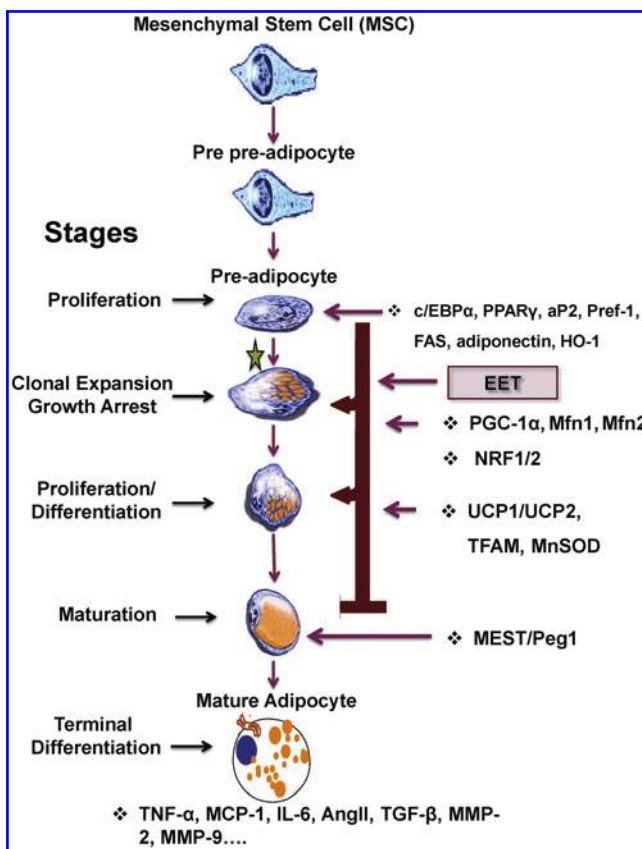 Mesenchymal Stem Cell (MSC)
Pre pre-adipocyte
Stages
Pre-adipocyte
Proliferation
❖ c/EBPα, PPARγ, aP2, Pref-1,
FAS, adiponectin, HO-1
Clonal Expansion
Growth Arrest
EET
❖ PGC-1α, Mfn1, Mfn2
❖ NRF1/2
Proliferation/
Differentiation
❖ UCP1/UCP2,
TFAM, MnSOD
Maturation
❖ MEST/Peg1
Mature Adipocyte
Terminal
Differentiation
❖ TNF-α, MCP-1, IL-6, AngII, TGF-β, MMP-
2, MMP-9....